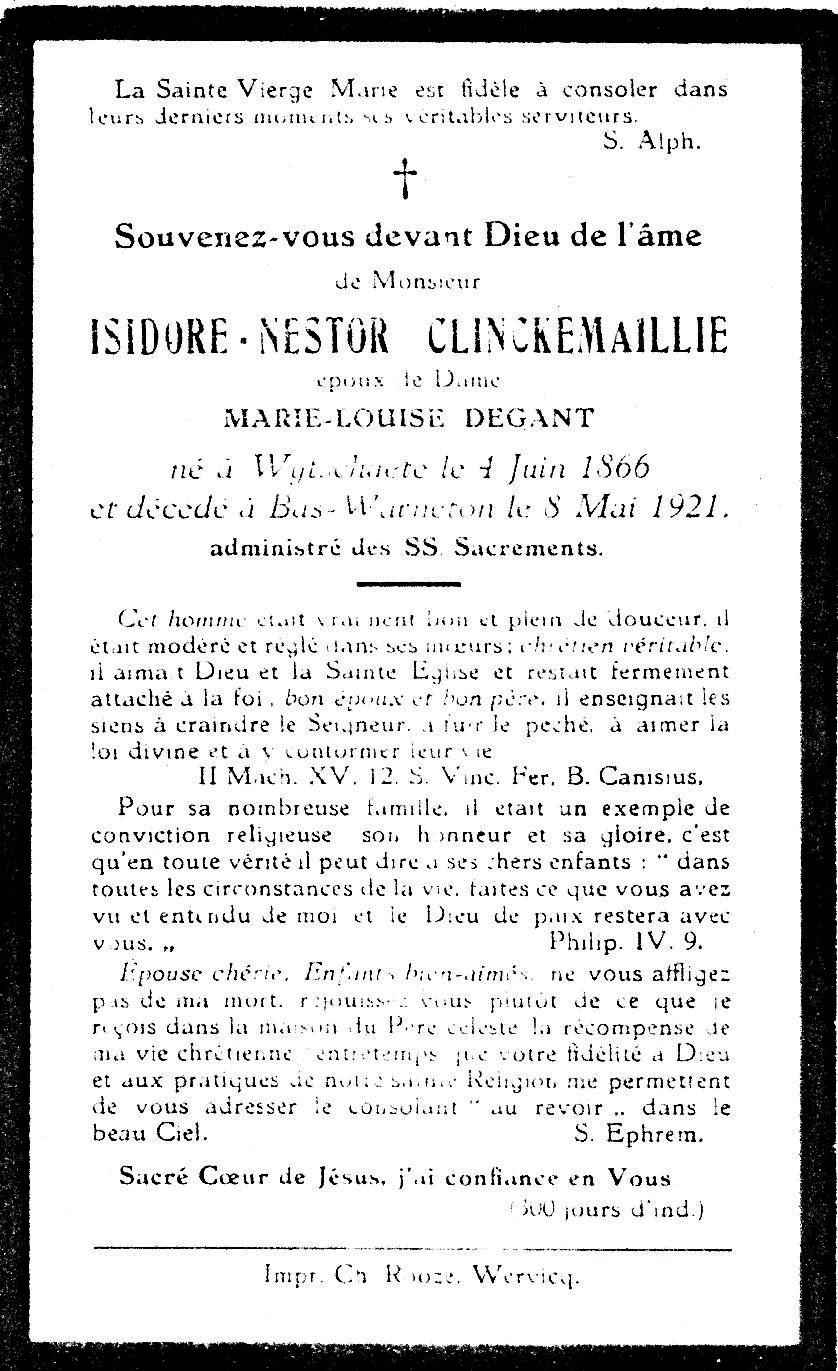 La Sainte Vierge Marie est fidèle à consoler dans
leurs derniers moments ses véritables serviteurs.
S. Alph.
†
Souvenez-vous devant Dieu de l'âme
de Monsieur
ISIDORE-NESTOR CLINCKEMAILLIE
époux de Dame
MARIE-LOUISE DEGANT
né à Wytschaete le 4 Juin 1866
et décédé à Bas-Warneton le 8 Mai 1921.
administré des SS. Sacrements.
Cet homme était vraiment bon et plein de douceur, il
était modéré et réglé dans ses mœurs; chrétien véritable,
il aimait Dieu et la Sainte Eglise et restait fermement
attaché à la foi, bon époux et bon père, il enseignait les
siens à craindre le Seigneur, à fuir le péché, à aimer la
loi divine et à y conformer leur vie
II Mach. XV. 12. S. Vinc. Fer. B. Canisius.
Pour sa nombreuse famille, il était un exemple de
conviction religieuse son honneur et sa gloire, c'est
qu'en toute vérité il peut dire à ses chers enfants : " dans
toutes les circonstances de la vie, faites ce que vous avez
vu et entendu de moi et le Dieu de paix restera avec
vous. „ Philip. IV. 9.
Épouse chérie, Enfants bien-aimés, ne vous affligez
pas de ma mort, réjouissez vous plutôt de ce que je
reçois dans la maison du Père céleste la récompense de
ma vie chrétienne, entretemps que votre fidélité à Dieu
et aux pratiques de notre sainte Religion me permettent
de vous adresser le consolant " au revoir „ dans le
beau Ciel. S. Ephrem.
Sacré Cœur de Jésus, j'ai confiance en Vous
(300 jours d'ind.)
Impr. Ch. Rooze, Wervicq.